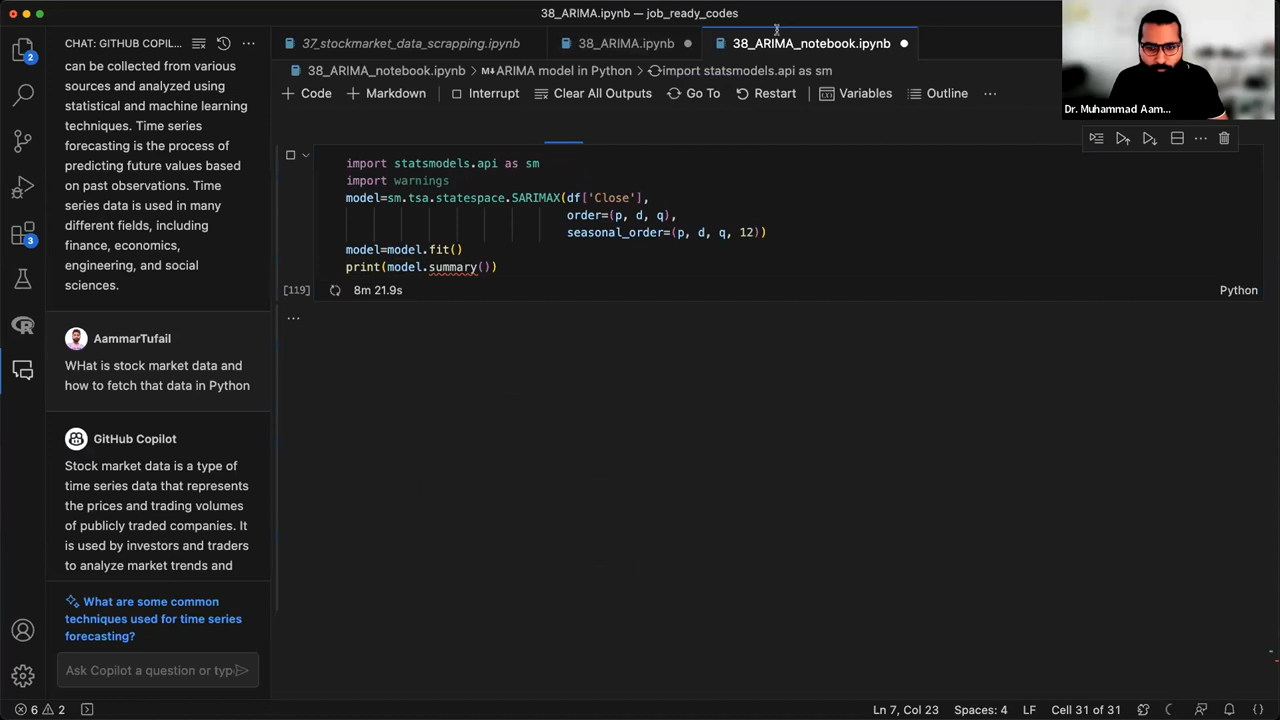 38_ARIMA.ipynb — job_ready_codes
CHAT: GITHUB COPIL...
37_stockmarket_data_scrapping.ipynb
38_ARIMA.ipynb
38_ARIMA_notebook.ipynb
38_ARIMA_notebook.ipynb > M↓ARIMA model in Python > import statsmodels.api as sm
Code
Markdown
Interrupt
Clear All Outputs
Go To
Restart
Variables
Outline
...
Dr. Muhammad Aam...
2
3
can be collected from various
sources and analyzed using
statistical and machine learning
techniques. Time series
forecasting is the process of
predicting future values based
on past observations. Time
series data is used in many
different fields, including
finance, economics,
engineering, and social
sciences.
AammarTufail
WHat is stock market data and
how to fetch that data in Python
GitHub Copilot
Stock market data is a type of
time series data that represents
the prices and trading volumes
of publicly traded companies. It
is used by investors and traders
to analyze market trends and
What are some common
techniques used for time series
forecasting?
Ask Copilot a question or typ
import statsmodels.api as sm
import warnings
model=sm.tsa.statespace.SARIMAX(df['Close'],
order=(p, d, q),
seasonal_order=(p, d, q, 12))
model=model.fit()
print(model.summary())
[119]
8m 21.9s
Python
...
6
2
Ln 7, Col 23
Spaces: 4
LF
Cell 31 of 31